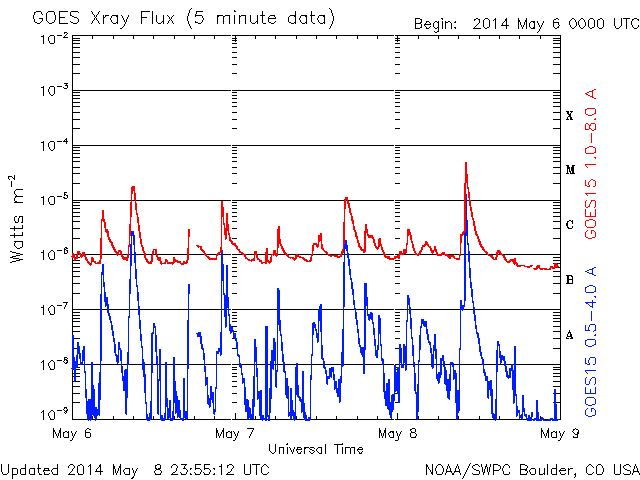 GOES Xray Flux (5 minute data)
Begin: 2014 May 6 0000 UTC
10-2
10-3
10-4
10-5
10-6
10-7
10-8
10-9
Watts m-2
X
M
C
B
A
GOES15 1.0-8.0 A
GOES15 0.5-4.0 A
May 6
May 7
May 8
May 9
Universal Time
Updated 2014 May 8 23:55:12 UTC
NOAA/SWPC Boulder, CO USA